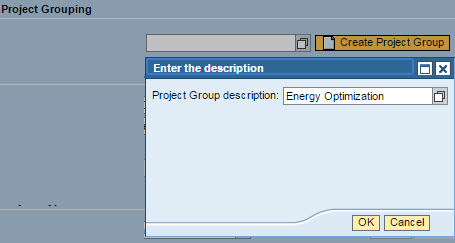 Project Grouping
Create Project Group
Enter the description
Project Group description: Energy Optimization
OK Cancel